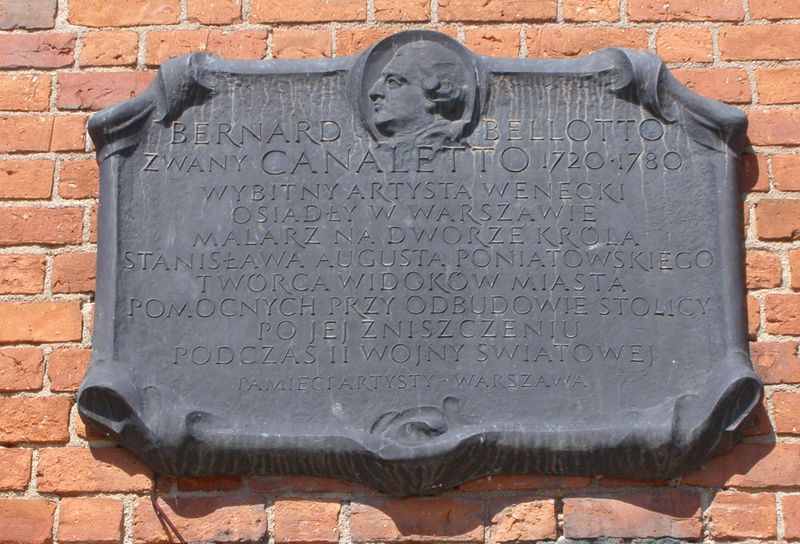 BERNARD BELLOTTO
ZWANY CANALETTO 1720·1780
WYBITNY ARTYSTA WENECKI
OSIADŁY W WARSZAWIE
MALARZ NA DWORZE KRÓLA
STANISŁAWA AUGUSTA PONIATOWSKIEGO
TWÓRCA WIDOKÓW MIASTA
POMOCNYCH PRZY ODBUDOWIE STOLICY
PO JEJ ZNISZCZENIU
PODCZAS II WOJNY ŚWIATOWEJ
PAMIĘCI ARTYSTY · WARSZAWA